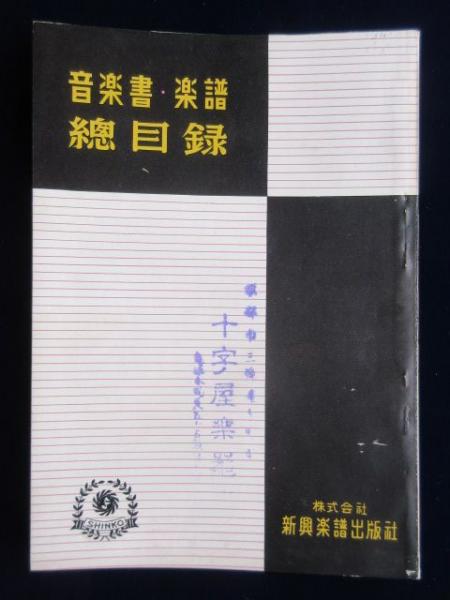 音楽書・楽譜
總目録
十字屋楽器
SHINKO
株式会社
新興楽譜出版社